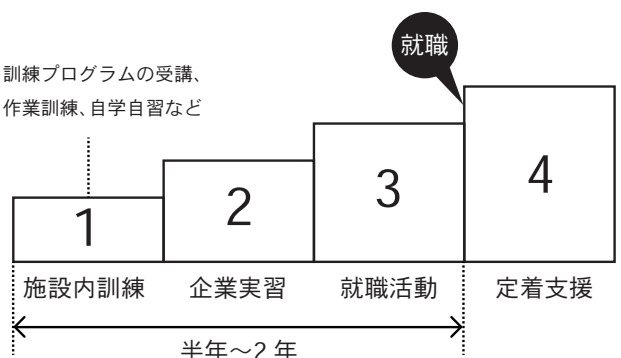 就職
訓練プログラムの受講、
作業訓練、自学自習など
1
2
3
4
施設内訓練
企業実習
就職活動
定着支援
半年～2年